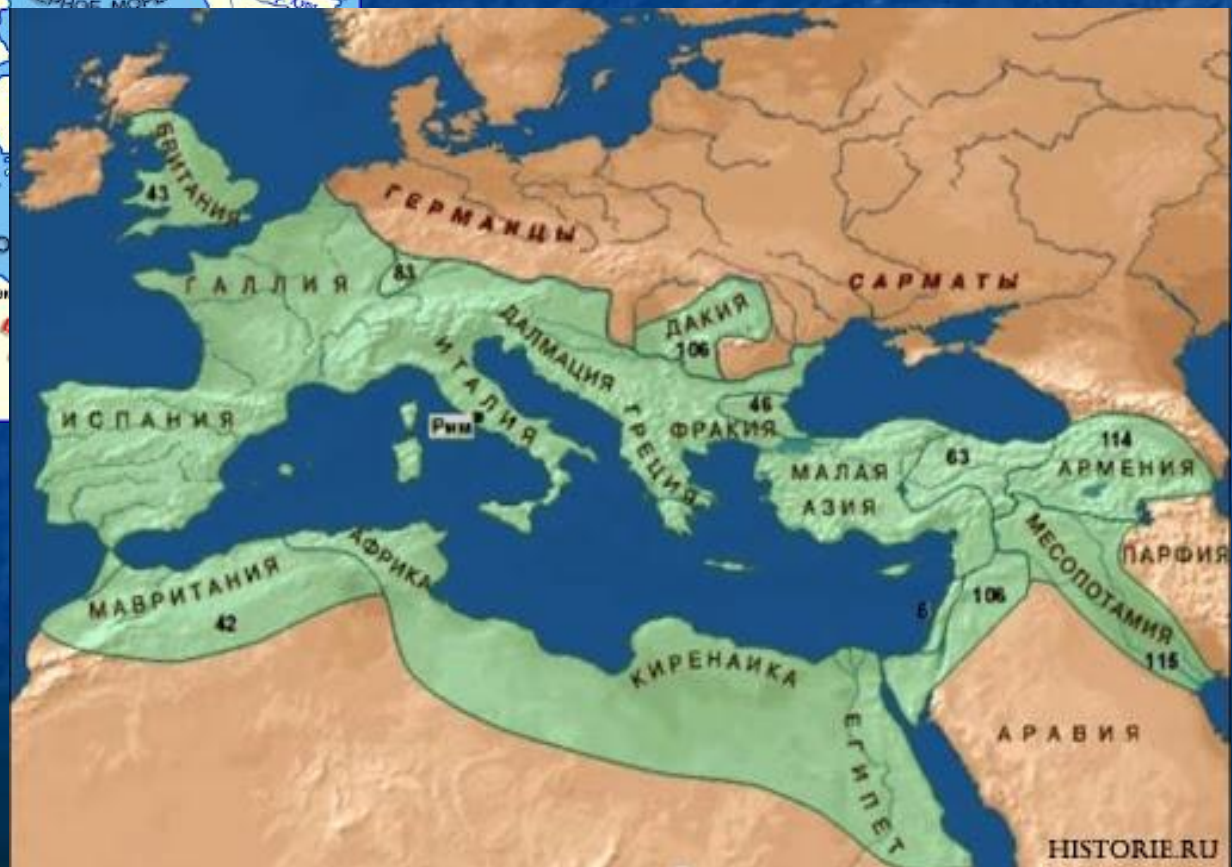 БРИТАНИЯ
43
ГЕРМАНЦЫ
ГАЛЛИЯ
83
САРМАТЫ
ДАКИЯ
106
ДАЛМАЦИЯ
ИТАЛИЯ
Рим
ИСПАНИЯ
ГРЕЦИЯ
46
ФРАКИЯ
МАЛАЯ
АЗИЯ
63
114
АРМЕНИЯ
МЕСОПОТАМИЯ
115
ПАРФИЯ
АФРИКА
МАВРИТАНИЯ
42
6
106
КИРЕНАИКА
ЕГИПЕТ
АРАВИЯ
HISTORIE.RU